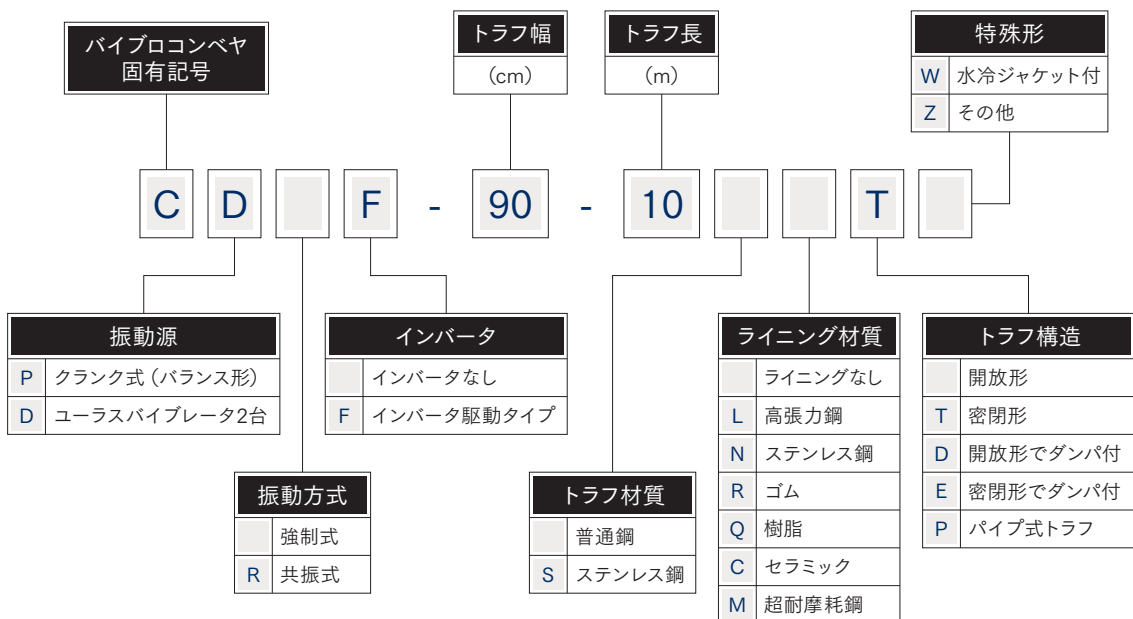 バイブロコンベヤ
固有記号
トラフ幅
(cm)
トラフ長
(m)
特殊形
W 水冷ジャケット付
Z その他
C D F - 90 - 10 T
振動源
P クランク式（バランス形）
D ユーラスバイブレータ2台
インバータ
インバータなし
F インバータ駆動タイプ
振動方式
強制式
R 共振式
トラフ材質
普通鋼
S ステンレス鋼
ライニング材質
ライニングなし
L 高張力鋼
N ステンレス鋼
R ゴム
Q 樹脂
C セラミック
M 超耐摩耗鋼
トラフ構造
開放形
T 密閉形
D 開放形でダンパ付
E 密閉形でダンパ付
P パイプ式トラフ